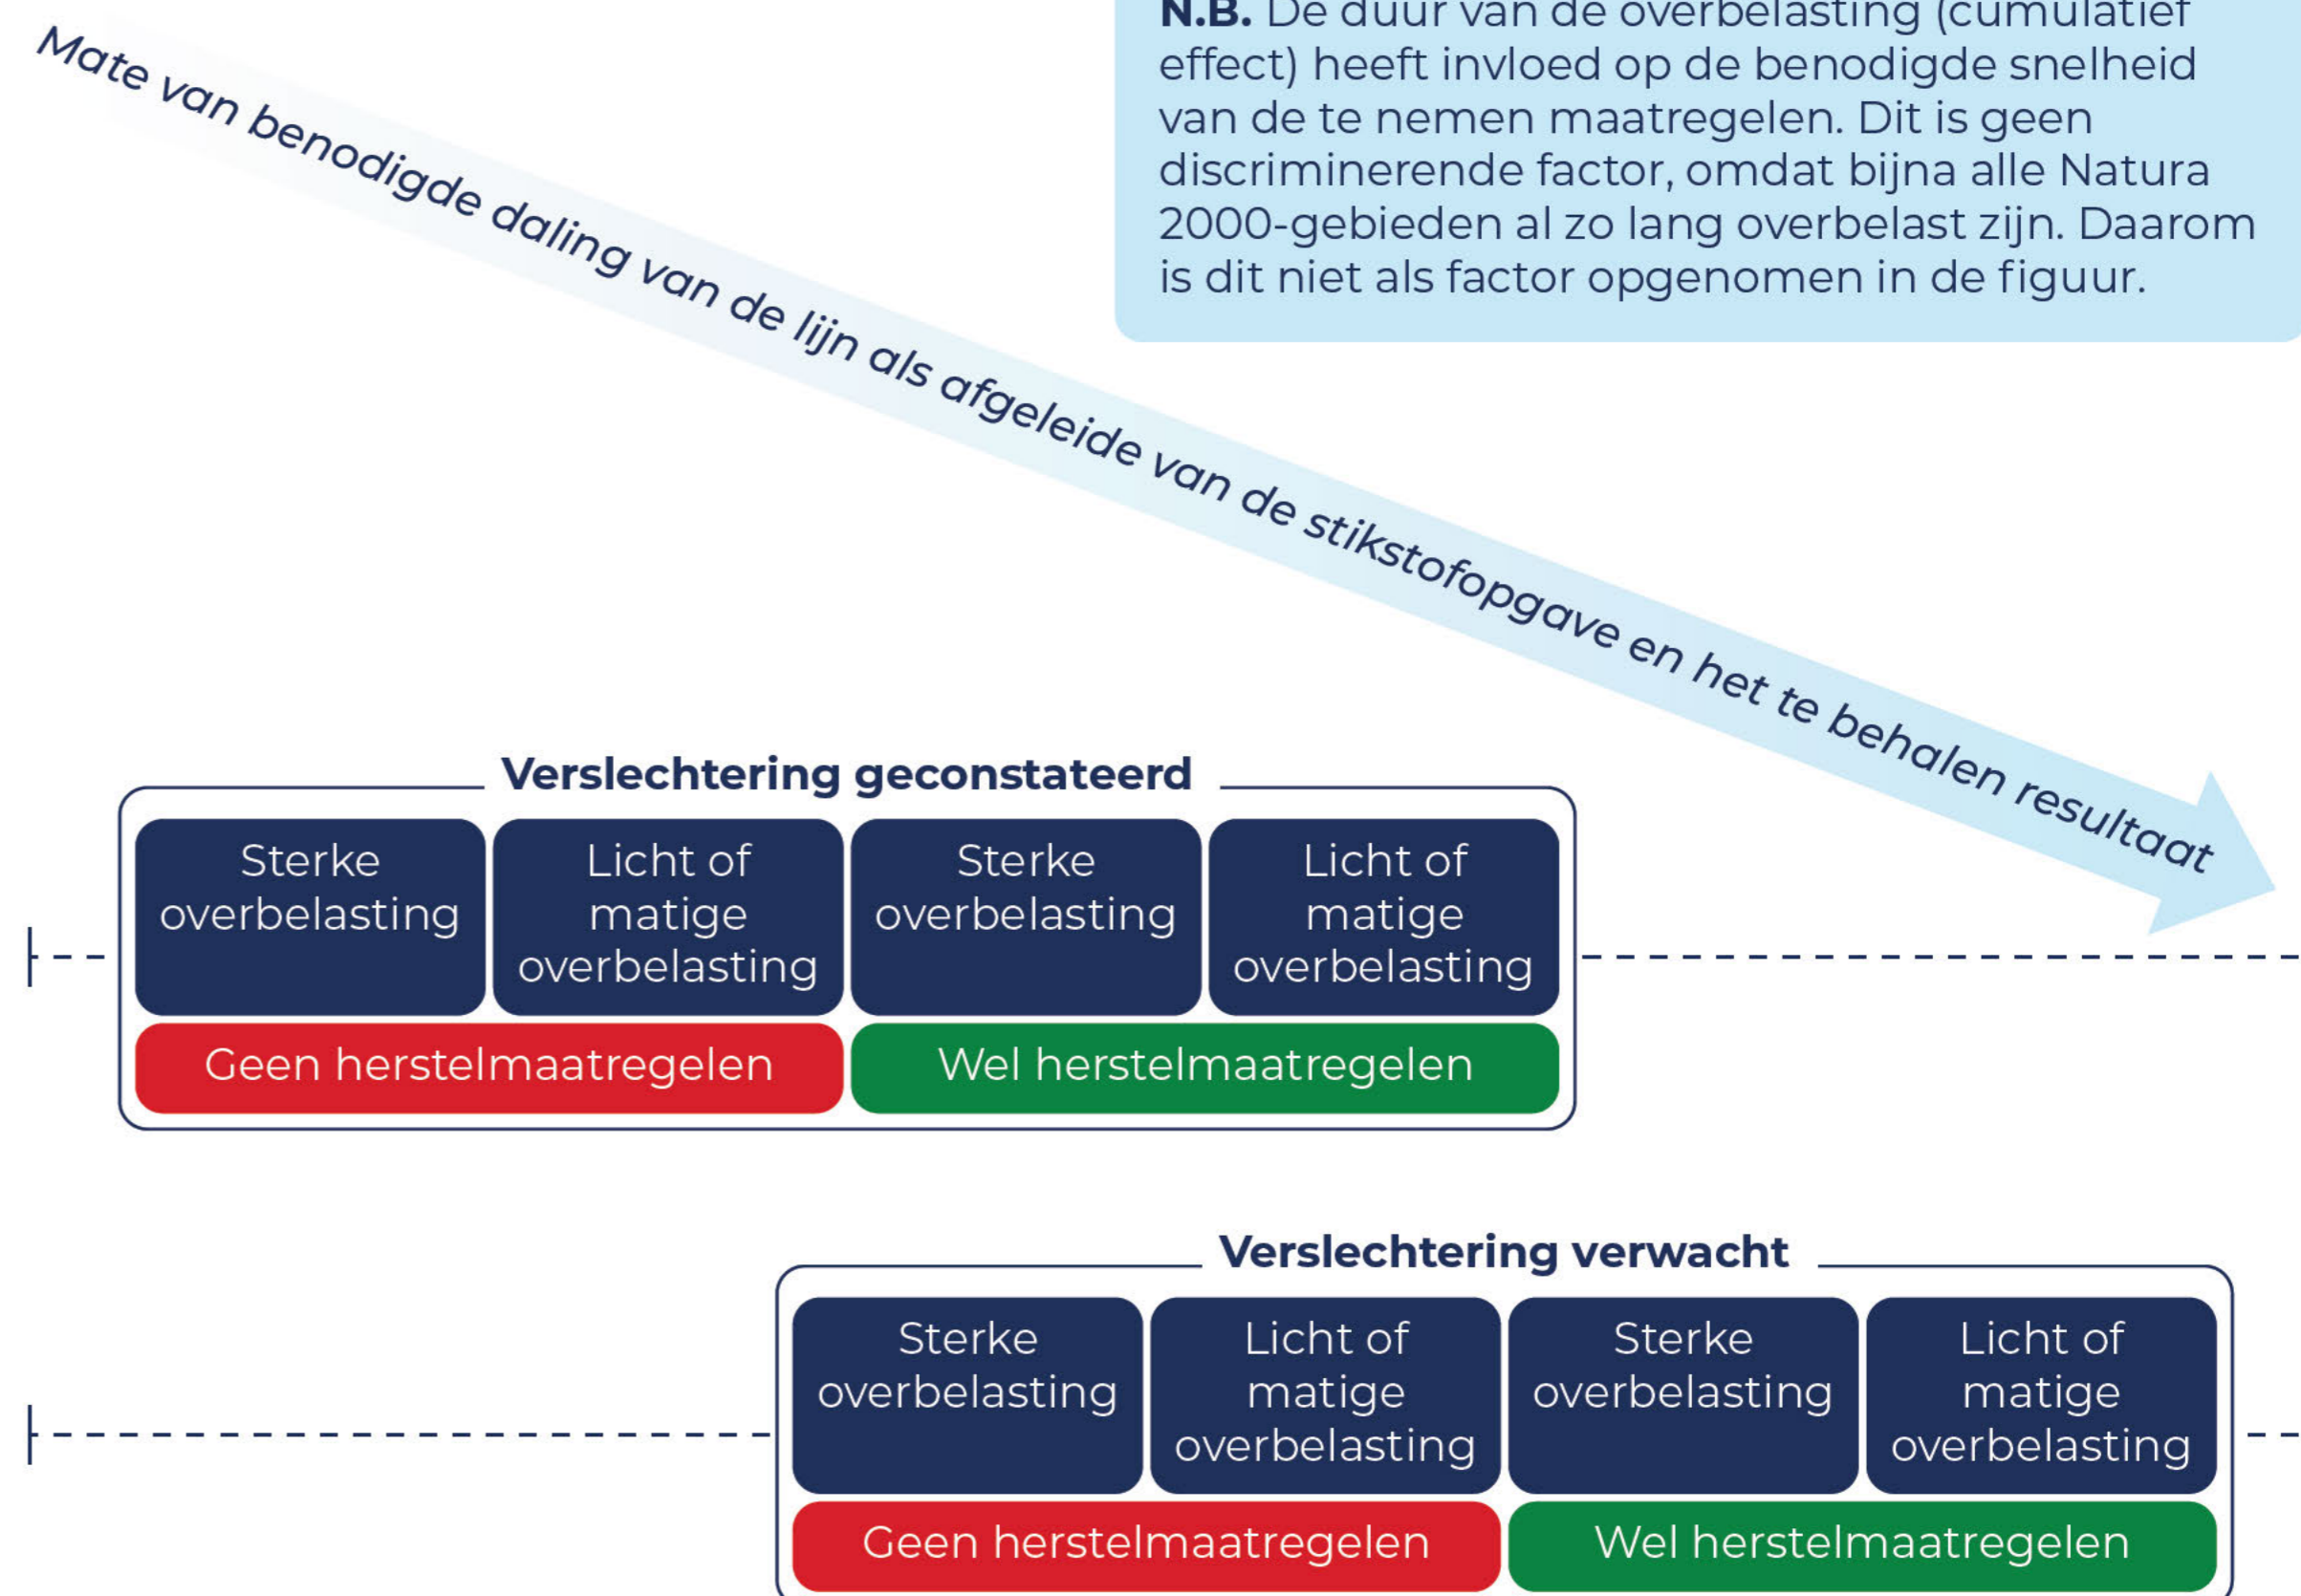 N.B. De duur van de overbelasting (cumulatief
effect) heeft invloed op de benodigde snelheid
van de te nemen maatregelen. Dit is geen
discriminerende factor, omdat bijna alle Natura
2000-gebieden al zo lang overbelast zijn. Daarom
is dit niet als factor opgenomen in de figuur.
Mate van benodigde daling van de lijn als afgeleide van de stikstofopgave en het te behalen resultaat
Verslechtering geconstateerd
Sterke
overbelasting
Licht of
matige
overbelasting
Sterke
overbelasting
Licht of
matige
overbelasting
Geen herstelmaatregelen
Wel herstelmaatregelen
Verslechtering verwacht
Sterke
overbelasting
Licht of
matige
overbelasting
Sterke
overbelasting
Licht of
matige
overbelasting
Geen herstelmaatregelen
Wel herstelmaatregelen